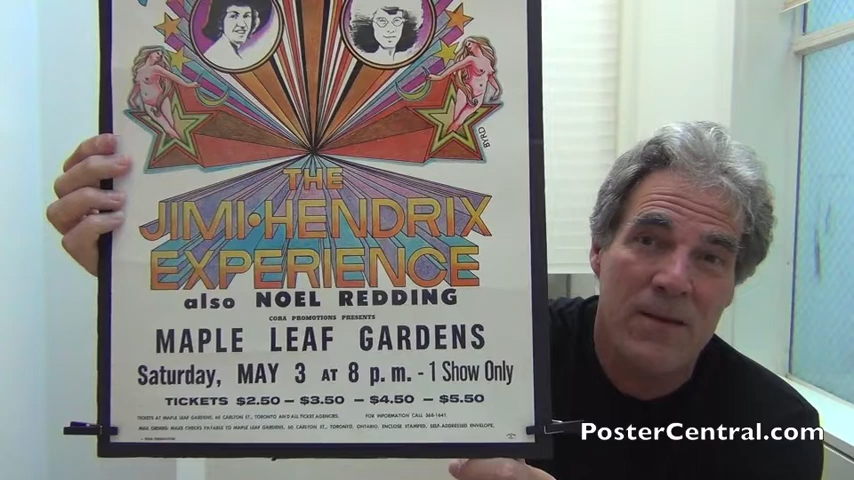 BYRD
THE
JIMI·HENDRIX
EXPERIENCE
also NOEL REDDING
CORA PROMOTIONS PRESENTS
MAPLE LEAF GARDENS
Saturday, MAY 3 AT 8 p.m. - 1 Show Only
TICKETS $2.50 - $3.50 - $4.50 - $5.50
TICKETS AT MAPLE LEAF GARDENS, 60 CARLTON ST., TORONTO AND ALL TICKET AGENCIES. FOR INFORMATION CALL 368-1641.
MAIL ORDERS: MAKE CHECKS PAYABLE TO MAPLE LEAF GARDENS, 60 CARLTON ST., TORONTO, ONTARIO. ENCLOSE STAMPED, SELF-ADDRESSED ENVELOPE.
PosterCentral.com